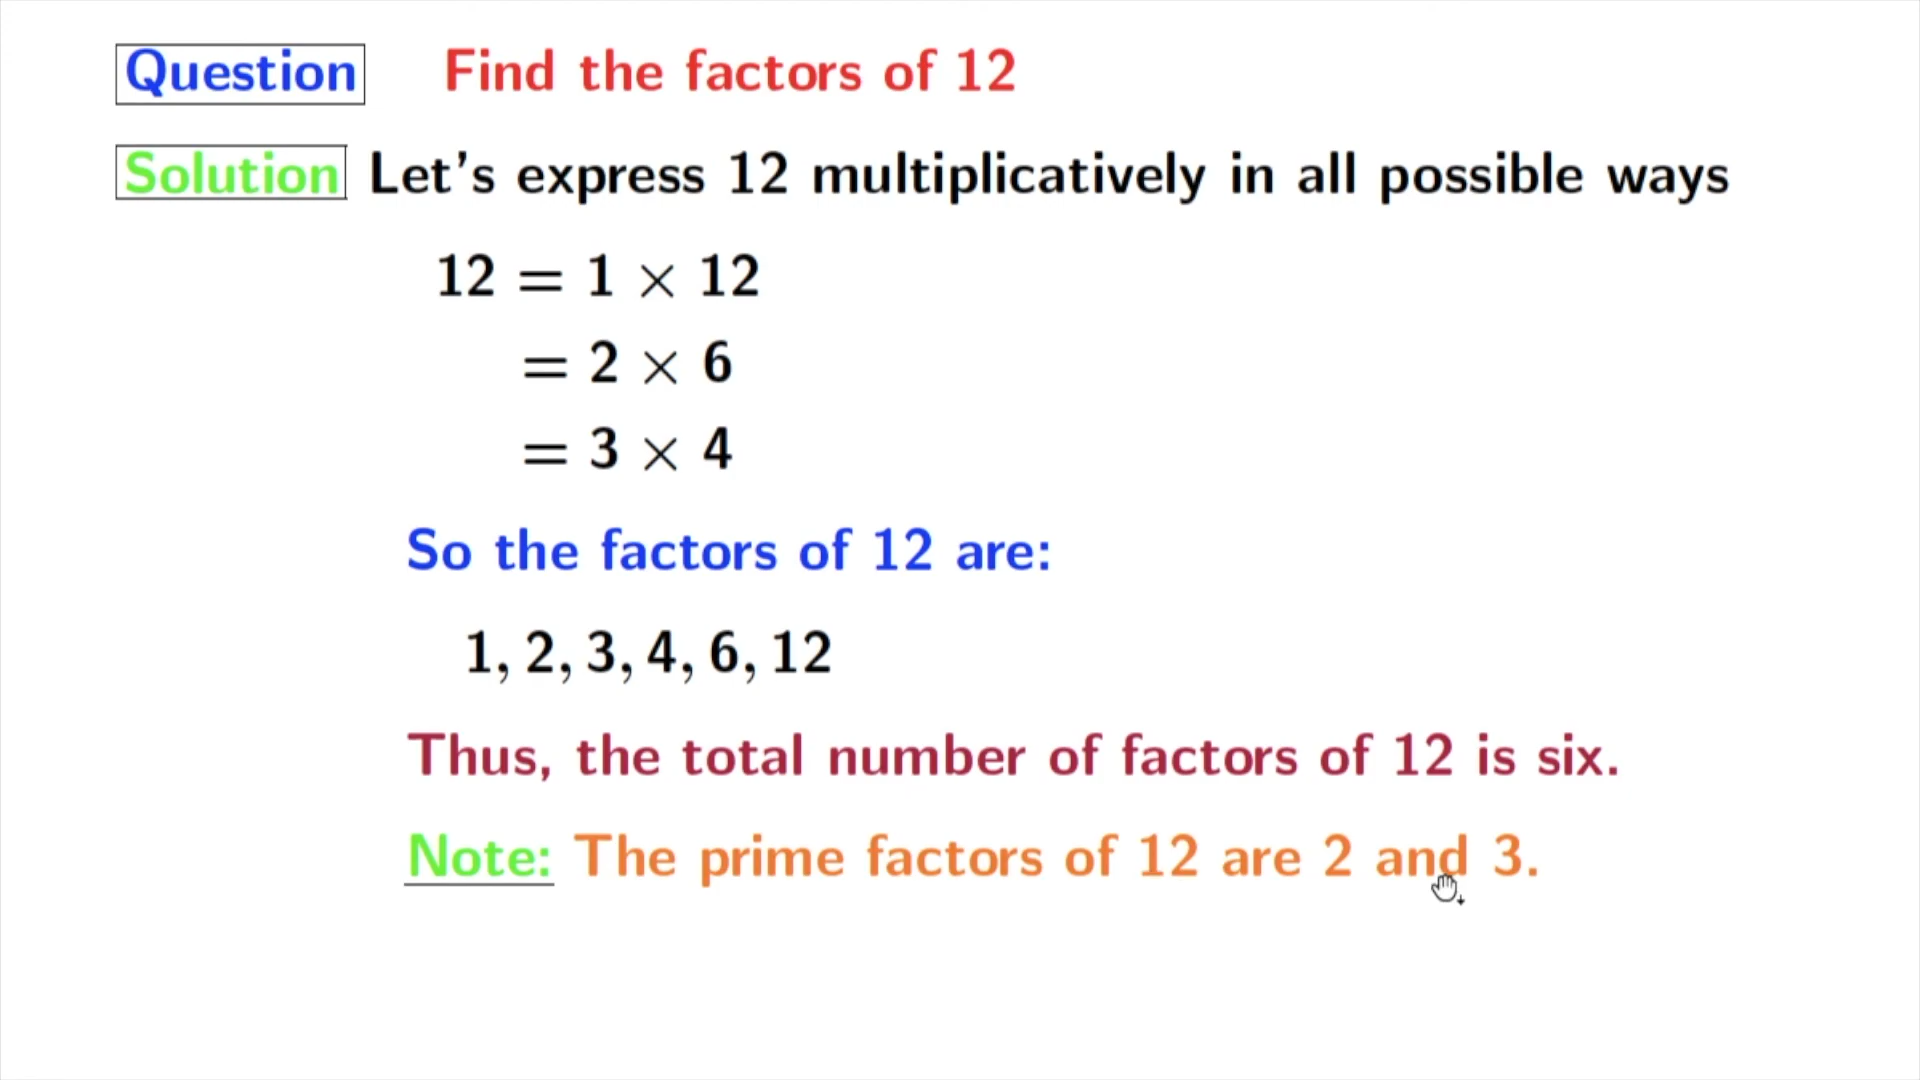 Question Find the factors of 12
Solution Let's express 12 multiplicatively in all possible ways
12 = 1 × 12
= 2 × 6
= 3 × 4
So the factors of 12 are:
1, 2, 3, 4, 6, 12
Thus, the total number of factors of 12 is six.
Note: The prime factors of 12 are 2 and 3.